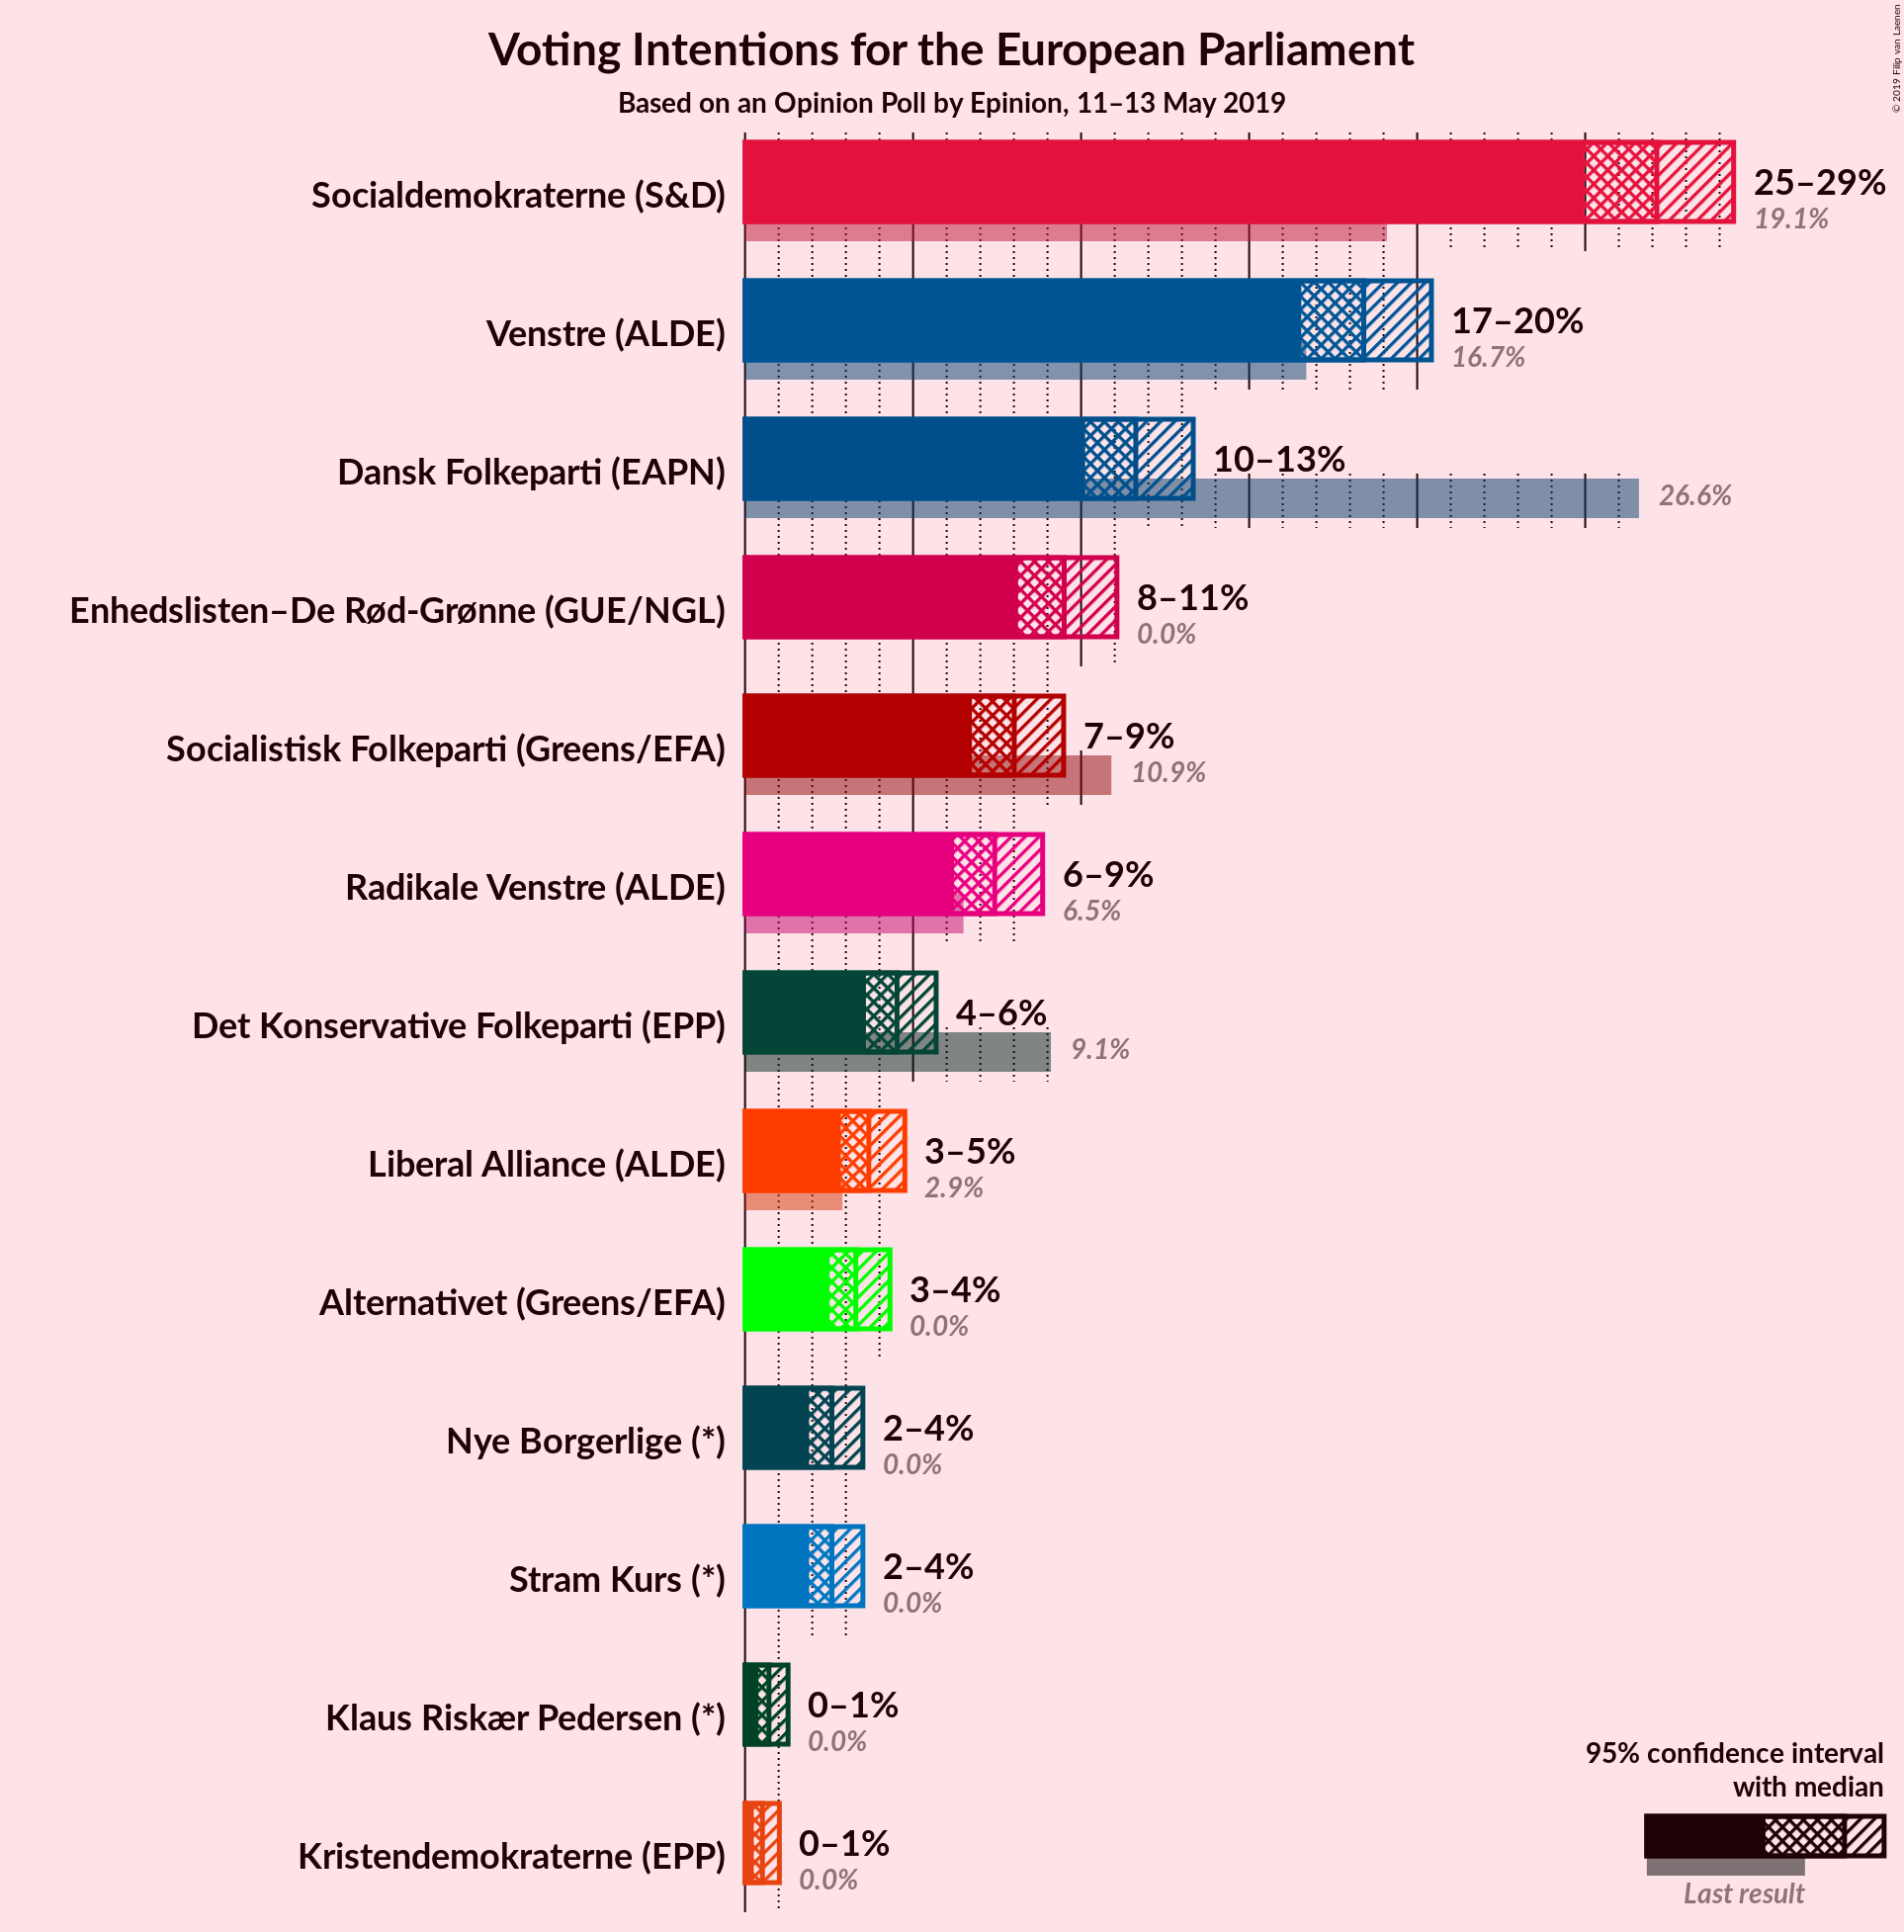 Voting Intentions for the European Parliament
Based on an Opinion Poll by Epinion, 11–13 May 2019
© 2019 Filip van Laenen
Socialdemokraterne (S&D)
25–29%
19.1%
Venstre (ALDE)
17–20%
16.7%
Dansk Folkeparti (EAPN)
10–13%
26.6%
Enhedslisten–De Rød-Grønne (GUE/NGL)
8–11%
0.0%
Socialistisk Folkeparti (Greens/EFA)
7–9%
10.9%
Radikale Venstre (ALDE)
6–9%
6.5%
Det Konservative Folkeparti (EPP)
4–6%
9.1%
Liberal Alliance (ALDE)
3–5%
2.9%
Alternativet (Greens/EFA)
3–4%
0.0%
Nye Borgerlige (*)
2–4%
0.0%
Stram Kurs (*)
2–4%
0.0%
Klaus Riskær Pedersen (*)
0–1%
0.0%
Kristendemokraterne (EPP)
0–1%
0.0%
95% confidence interval
with median
Last result